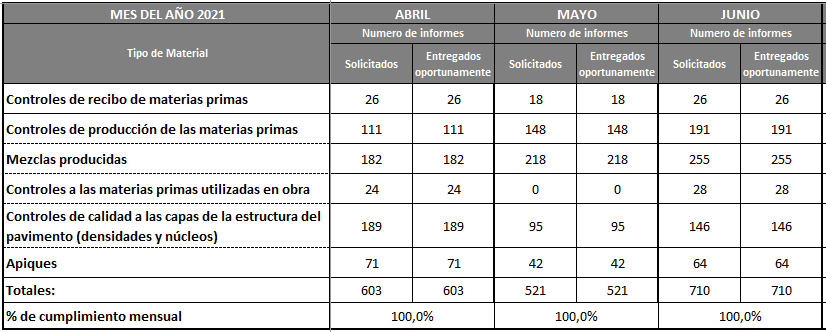 MES DEL AÑO 2021 ABRIL MAYO JUNIO
Tipo de Material Numero de informes Numero de informes Numero de informes
Solicitados Entregados oportunamente Solicitados Entregados oportunamente Solicitados Entregados oportunamente
Controles de recibo de materias primas 26 26 18 18 26 26
Controles de producción de las materias primas 111 111 148 148 191 191
Mezclas producidas 182 182 218 218 255 255
Controles a las materias primas utilizadas en obra 24 24 0 0 28 28
Controles de calidad a las capas de la estructura del
pavimento (densidades y núcleos) 189 189 95 95 146 146
Apiques 71 71 42 42 64 64
Totales: 603 603 521 521 710 710
% de cumplimiento mensual 100,0% 100,0% 100,0%